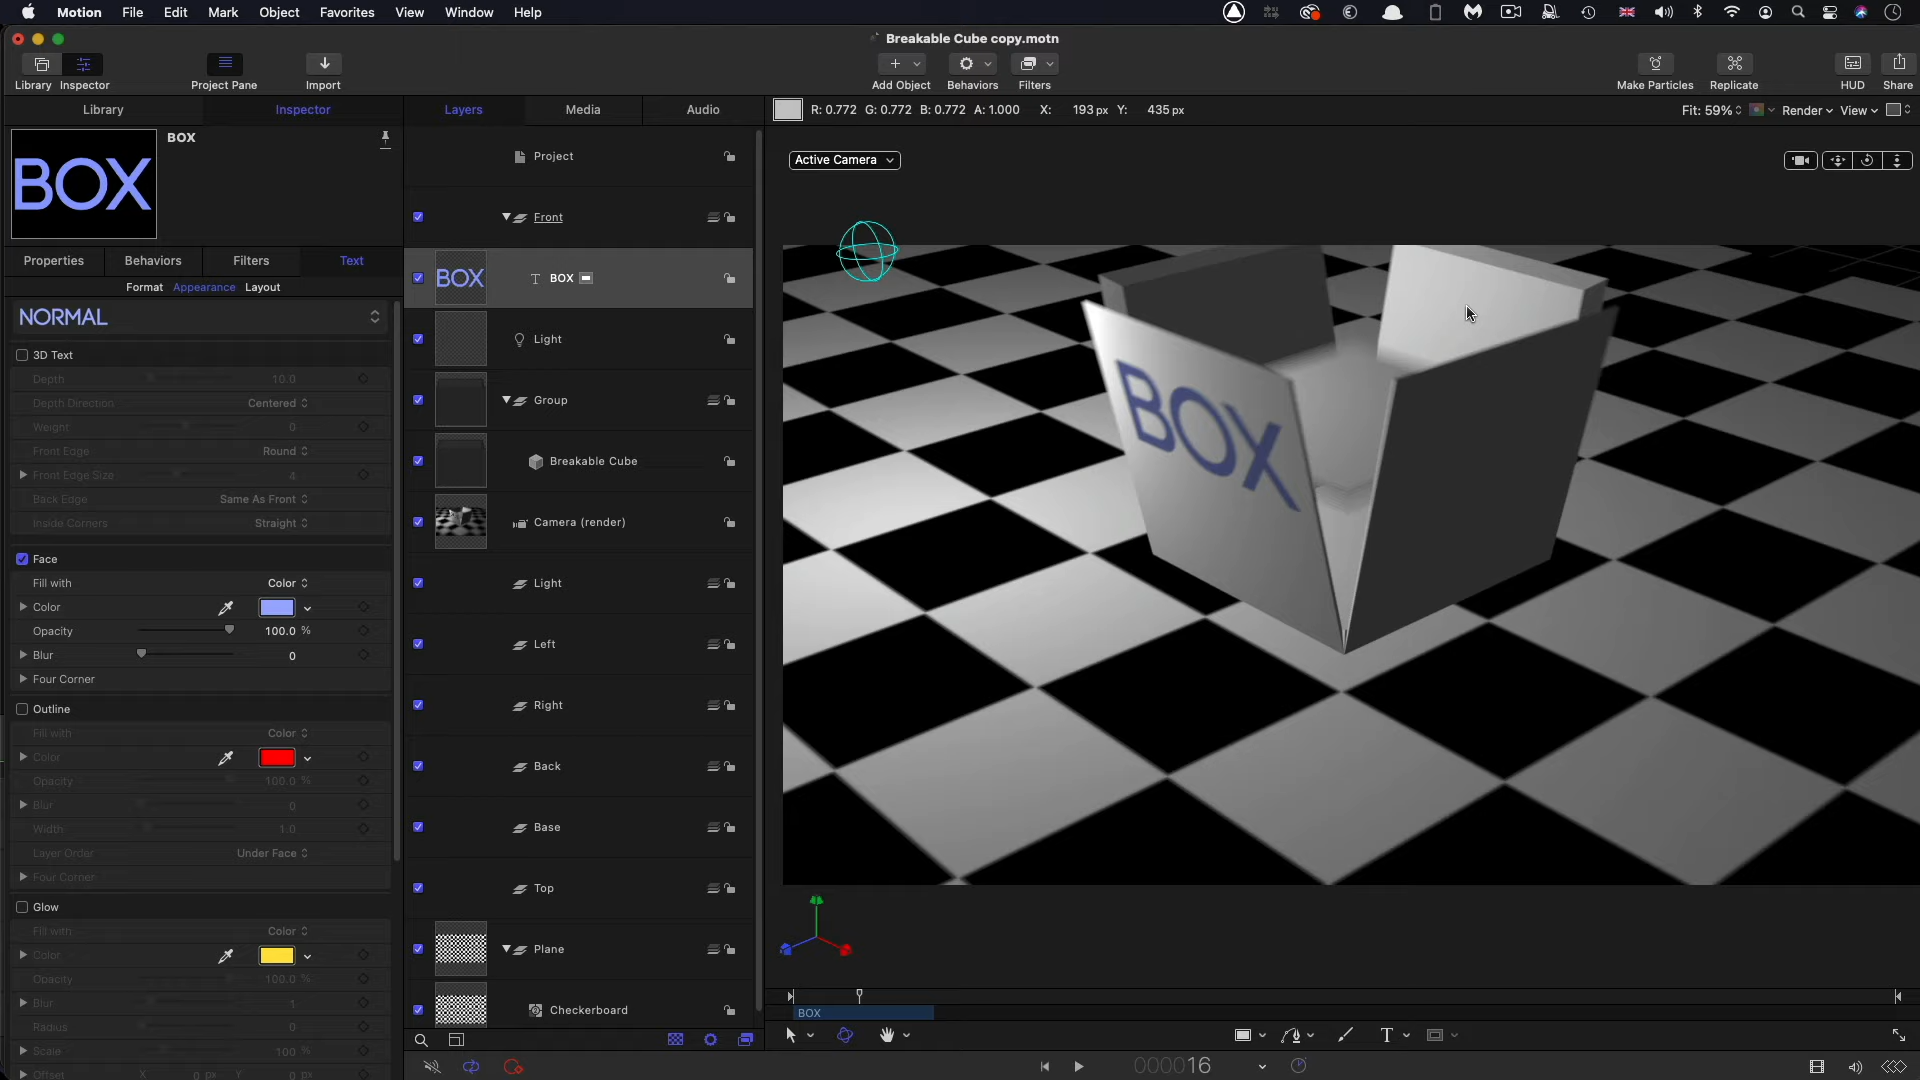 Motion File Edit Mark Object Favorites View Window Help
Breakable Cube copy.motn
Library Inspector Project Pane Import Add Object Behaviors Filters Make Particles Replicate HUD Share
Library Inspector Layers Media Audio R: 0.772 G: 0.772 B: 0.772 A: 1.000 X: 193 px Y: 435 px Fit: 59% Render View
BOX
BOX
Active Camera
Properties Behaviors Filters Text
Format Appearance Layout
NORMAL
3D Text
Depth 10.0
Depth Direction Centered
Weight 0
Front Edge Round
Front Edge Size 4
Back Edge Same As Front
Inside Corners Straight
Face
Fill with Color
Color
Opacity 100.0 %
Blur 0
Four Corner
Outline
Fill with Color
Color
Opacity 100.0 %
Blur 0
Width 1.0
Layer Order Under Face
Four Corner
Glow
Fill with Color
Color
Opacity 100.0 %
Blur 1
Radius 0
Scale 100 %
Offset X 0 px Y 0 px
Project
Front
BOX BOX
Light
Group
Breakable Cube
Camera (render)
Light
Left
Right
Back
Base
Top
Plane
Checkerboard
BOX
BOX
T
000016